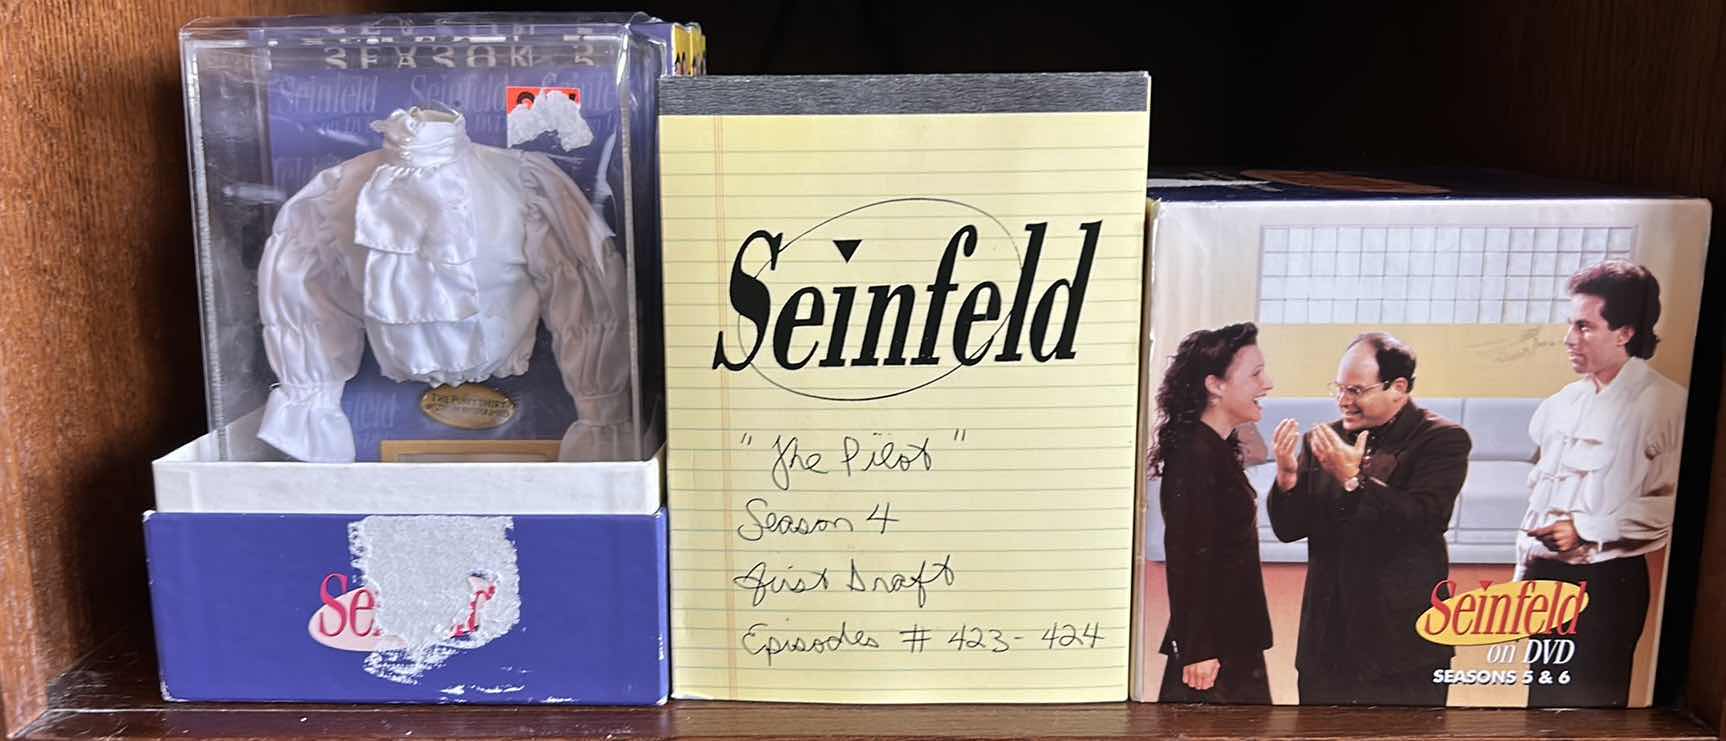 SEASON 5
Seinfeld Seinfeld
THE PUFFY SHIRT
Se
Seinfeld
"The Pilot"
Season 4
First Draft
Episodes # 423-424
Seinfeld
on DVD
SEASONS 5 & 6